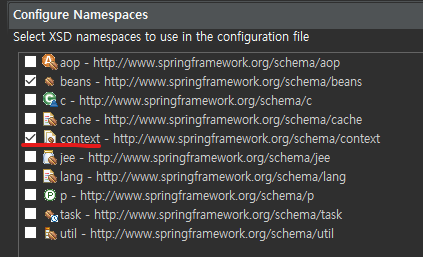 Configure Namespaces
Select XSD namespaces to use in the configuration file
aop - http://www.springframework.org/schema/aop
beans - http://www.springframework.org/schema/beans
c - http://www.springframework.org/schema/c
cache - http://www.springframework.org/schema/cache
context - http://www.springframework.org/schema/context
jee - http://www.springframework.org/schema/jee
lang - http://www.springframework.org/schema/lang
p - http://www.springframework.org/schema/p
task - http://www.springframework.org/schema/task
util - http://www.springframework.org/schema/util